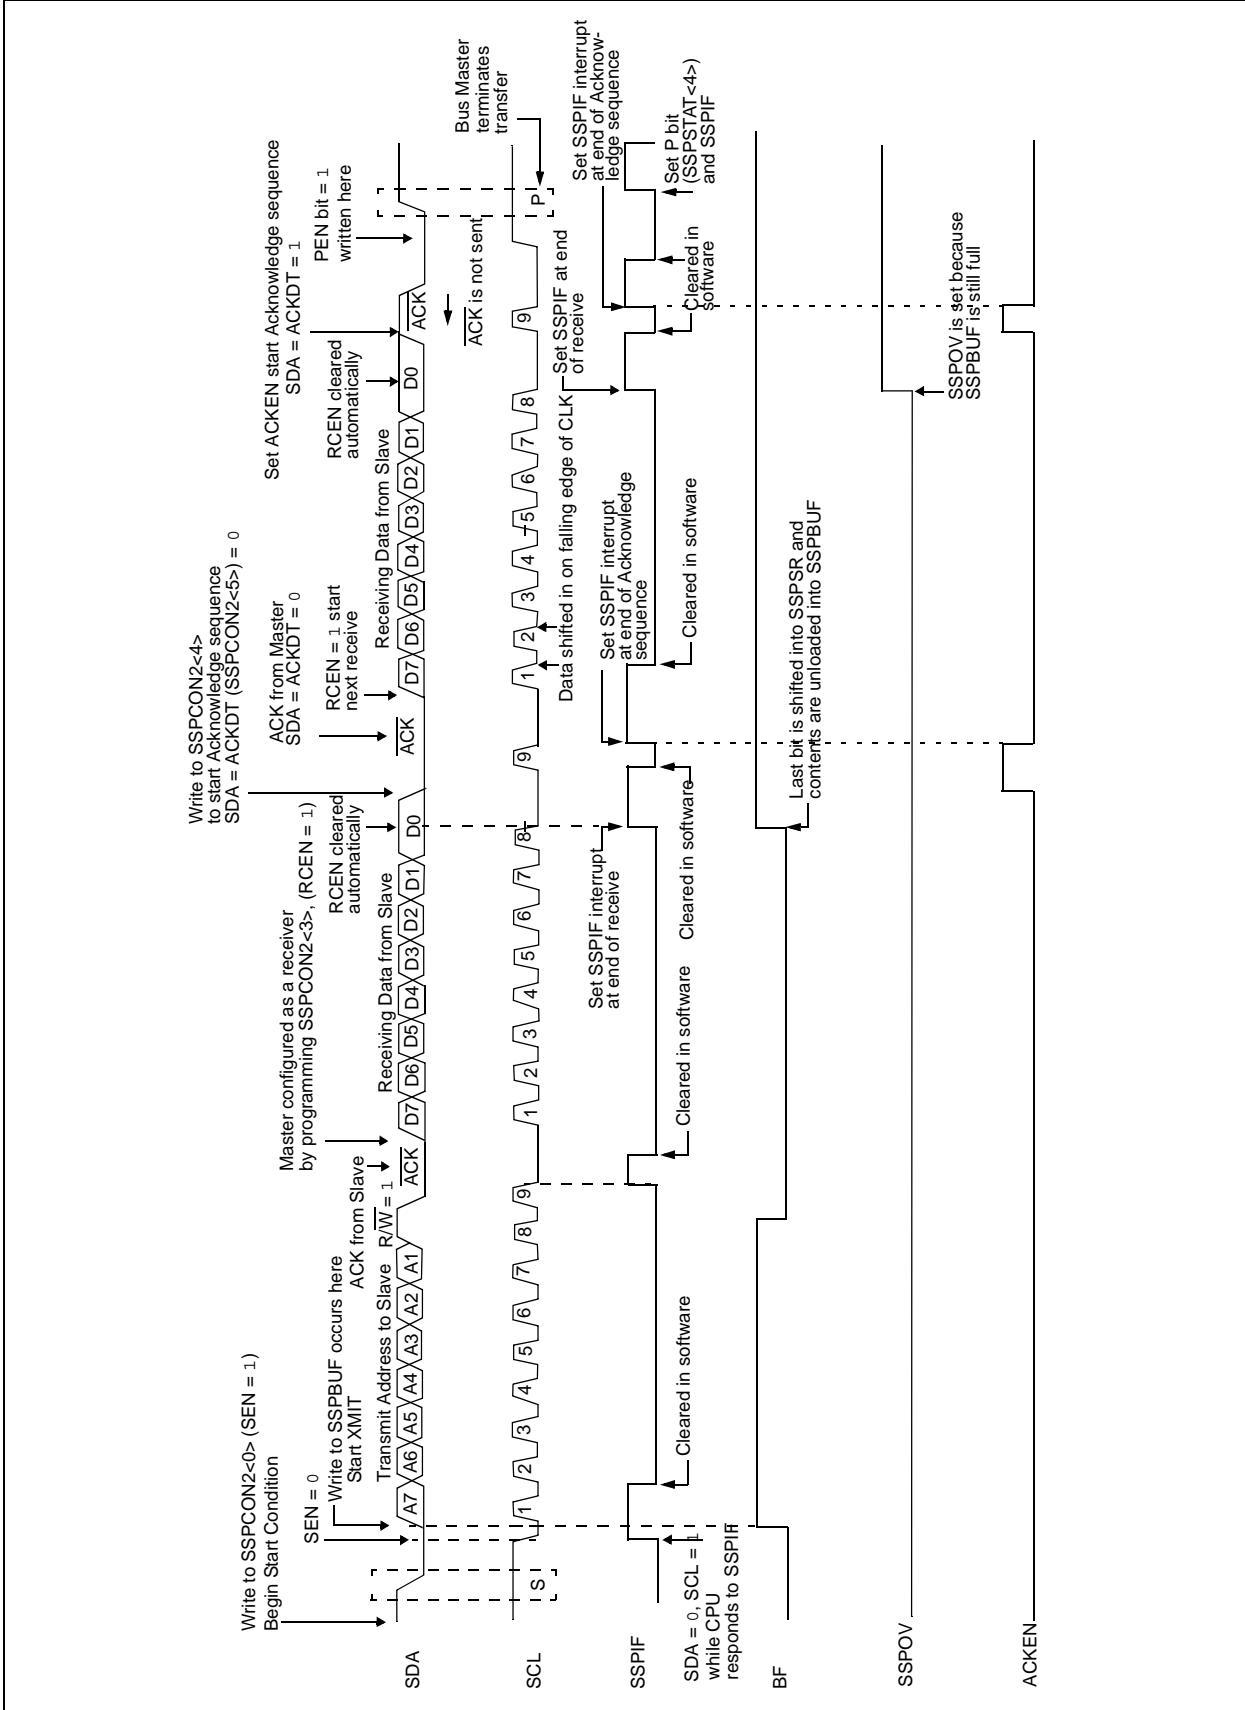 Write to SSPCON2<0> (SEN = 1)
Begin Start Condition
SEN = 0
Write to SSPBUF occurs here
Start XMIT
ACK from Slave
Master configured as a receiver
by programming SSPCON2<3>, (RCEN = 1)
Write to SSPCON2<4>
to start Acknowledge sequence
SDA = ACKDT (SSPCON2<5>) = 0
RCEN cleared
automatically
ACK from Master
SDA = ACKDT = 0
RCEN = 1 start
next receive
Set ACKEN start Acknowledge sequence
SDA = ACKDT = 1
RCEN cleared
automatically
PEN bit = 1
written here
Transmit Address to Slave
R/W = 1
Receiving Data from Slave
Receiving Data from Slave
SDA
A7 A6 A5 A4 A3 A2 A1
ACK
D7 D6 D5 D4 D3 D2 D1 D0
ACK
D7 D6 D5 D4 D3 D2 D1 D0
ACK
ACK is not sent
Bus Master
terminates
transfer
SCL
S
1 2 3 4 5 6 7 8 9
1 2 3 4 5 6 7 8 9
1 2 3 4 5 6 7 8 9
P
Data shifted in on falling edge of CLK
Set SSPIF interrupt
at end of receive
Set SSPIF interrupt
at end of Acknowledge
sequence
Set SSPIF at end
of receive
Set SSPIF interrupt
at end of Acknow-
ledge sequence
SSPIF
SDA = 0, SCL = 1
while CPU
responds to SSPIF
Cleared in software
Cleared in software
Cleared in software
Cleared in software
Cleared in
software
Set P bit
(SSPSTAT<4>)
and SSPIF
BF
Last bit is shifted into SSPSR and
contents are unloaded into SSPBUF
SSPOV
SSPOV is set because
SSPBUF is still full
ACKEN